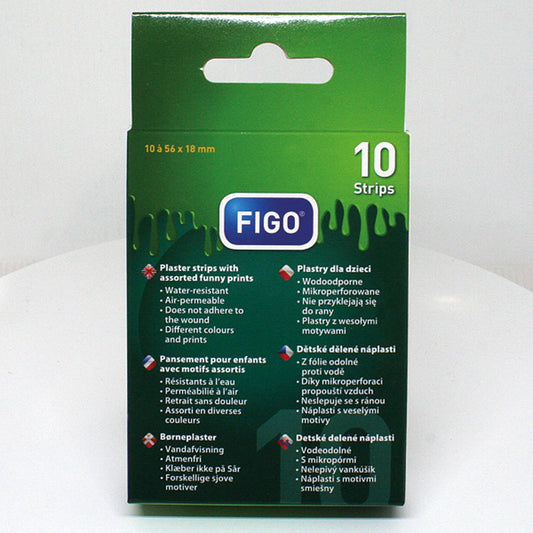 10 à 56 x 18 mm
10
Strips
FIGO®
Plaster strips with
assorted funny prints
• Water-resistant
• Air-permeable
• Does not adhere to
the wound
• Different colours
and prints
Pansement pour enfants
avec motifs assortis
• Résistants à l'eau
• Perméabilié à l'air
• Retrait sans douleur
• Assorti en diverses
couleurs
Børneplaster
• Vandafvisning
• Atmenfri
• Klæber ikke på Sår
• Forskellige sjove
motiver
Plastry dla dzieci
• Wodoodporne
• Mikroperforowane
• Nie przyklejają się
do rany
• Plastry z wesołymi
motywami
Dětské dělené náplasti
• Z fólie odolné
proti vodě
• Díky mikroperforaci
propouští vzduch
• Neslepuje se s ránou
• Náplasti s veselými
motivy
Detské delené náplasti
• Vodeodolné
• S mikropórmi
• Nelepivý vankúšik
• Náplasti s motivmi
smiešny
10